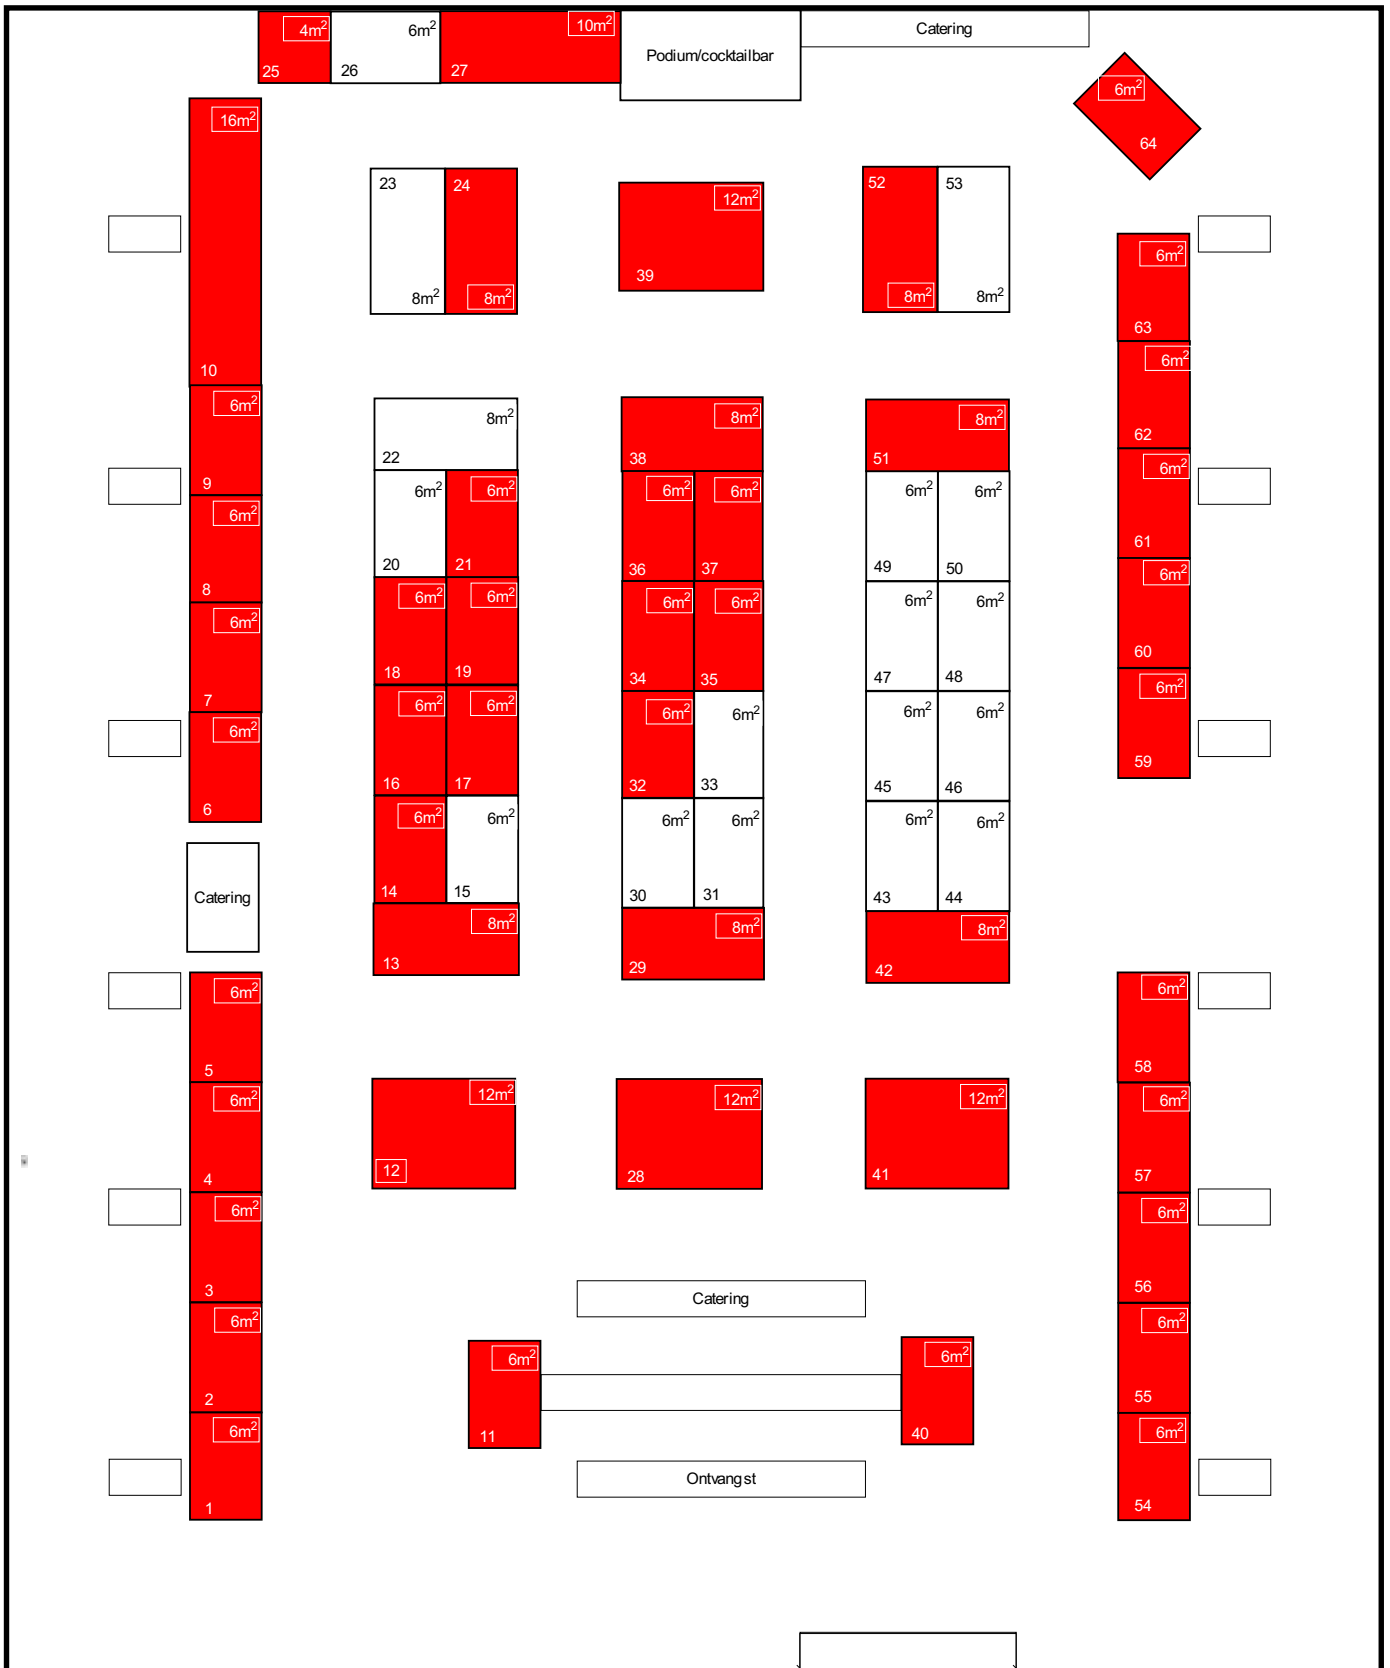 4m²
25
6m²
26
10m²
27
Podium/cocktailbar
Catering
6m²
64
16m²
10
23
8m²
24
8m²
12m²
39
52
8m²
53
8m²
6m²
63
6m²
62
6m²
61
6m²
60
6m²
59
6m²
9
6m²
8
6m²
7
6m²
6
8m²
22
6m²
20
6m²
21
6m²
18
6m²
19
6m²
16
6m²
17
6m²
14
6m²
15
8m²
13
8m²
38
6m²
36
6m²
37
6m²
34
6m²
35
6m²
32
6m²
33
6m²
30
6m²
31
8m²
29
8m²
51
6m²
49
6m²
50
6m²
47
6m²
48
6m²
45
6m²
46
6m²
43
6m²
44
8m²
42
Catering
6m²
5
6m²
4
6m²
3
6m²
2
6m²
1
12m²
12
12m²
28
12m²
41
6m²
58
6m²
57
6m²
56
6m²
55
6m²
54
Catering
6m²
11
6m²
40
Ontvangst